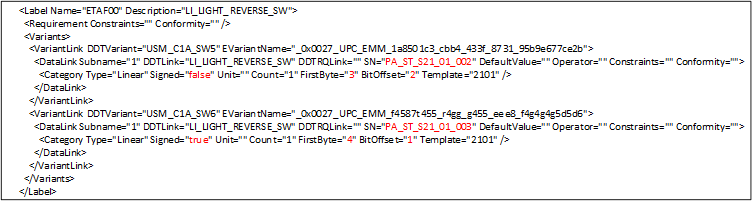 <Label Name="ETAF00" Description="LI_LIGHT_REVERSE_SW">
<Requirement Constraints="" Conformity="" />
<Variants>
<VariantLink DDTVariant="USM_C1A_SW5" EVariantName="_0x0027_UPC_EMM_1a8501c3_cbb4_433f_8731_95b9e677ce2b">
<DataLink Subname="1" DDTLink="LI_LIGHT_REVERSE_SW" DDTRQLink="" SN="PA_ST_S21_01_002" DefaultValue="" Operator="" Constraints="" Conformity="">
<Category Type="Linear" Signed="false" Unit="" Count="1" FirstByte="3" BitOffset="2" Template="2101" />
</DataLink>
</VariantLink>
<VariantLink DDTVariant="USM_C1A_SW6" EVariantName="_0x0027_UPC_EMM_f4587t455_r4gg_g455_eee8_f4g4g4g5d5d6">
<DataLink Subname="1" DDTLink="LI_LIGHT_REVERSE_SW" DDTRQLink="" SN="PA_ST_S21_01_003" DefaultValue="" Operator="" Constraints="" Conformity="">
<Category Type="Linear" Signed="true" Unit="" Count="1" FirstByte="4" BitOffset="1" Template="2101" />
</DataLink>
</VariantLink>
</Variants>
</Label>